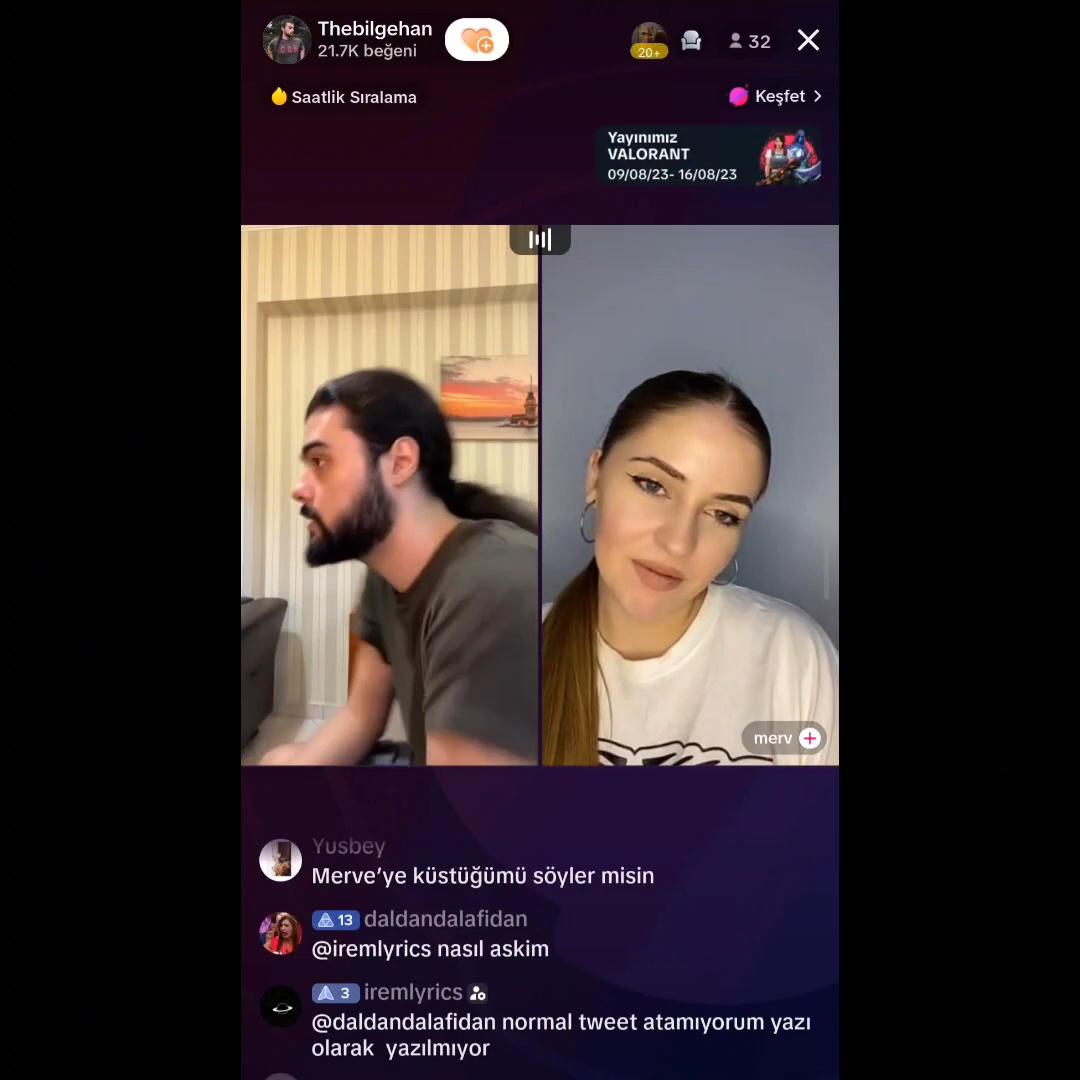 Thebilgehan
21.7K beğeni
20+
32
Saatlik Sıralama
Keşfet
Yayınımız
VALORANT
09/08/23- 16/08/23
merv
Yusbey
Merve’ye küstüğümü söyler misin
13 daldandalafidan
@iremlyrics nasıl askim
3 iremlyrics
@daldandalafidan normal tweet atamıyorum yazı
olarak yazılmıyor